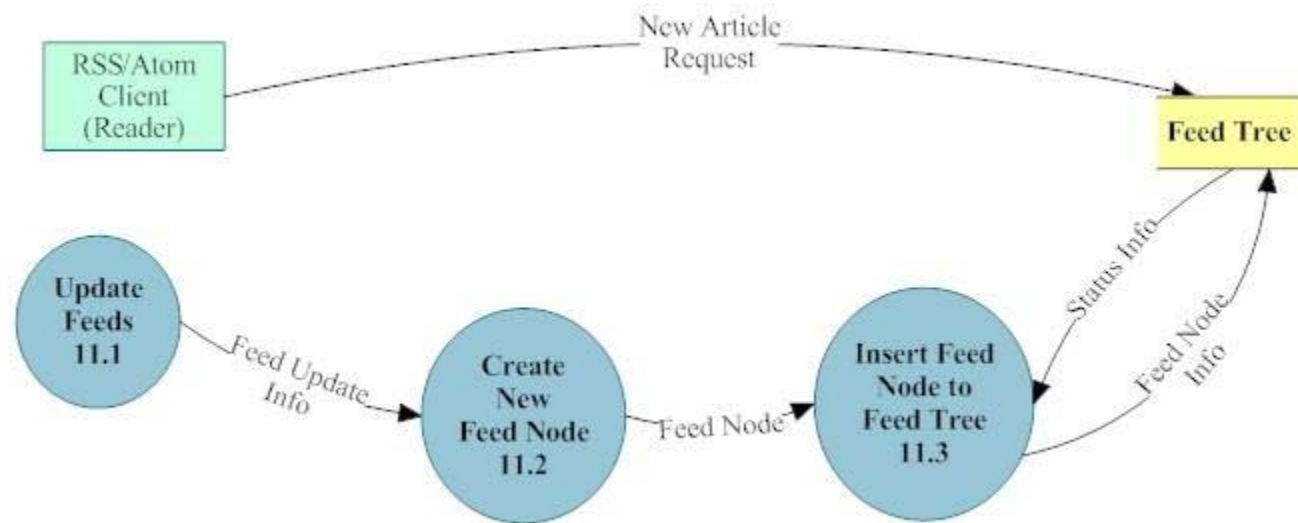 New Article
Request
RSS/Atom
Client
(Reader)
Feed Tree
Status Info
Feed Node
Info
Update
Feeds
11.1
Feed Update
Info
Create
New
Feed Node
11.2
Feed Node
Insert Feed
Node to
Feed Tree
11.3